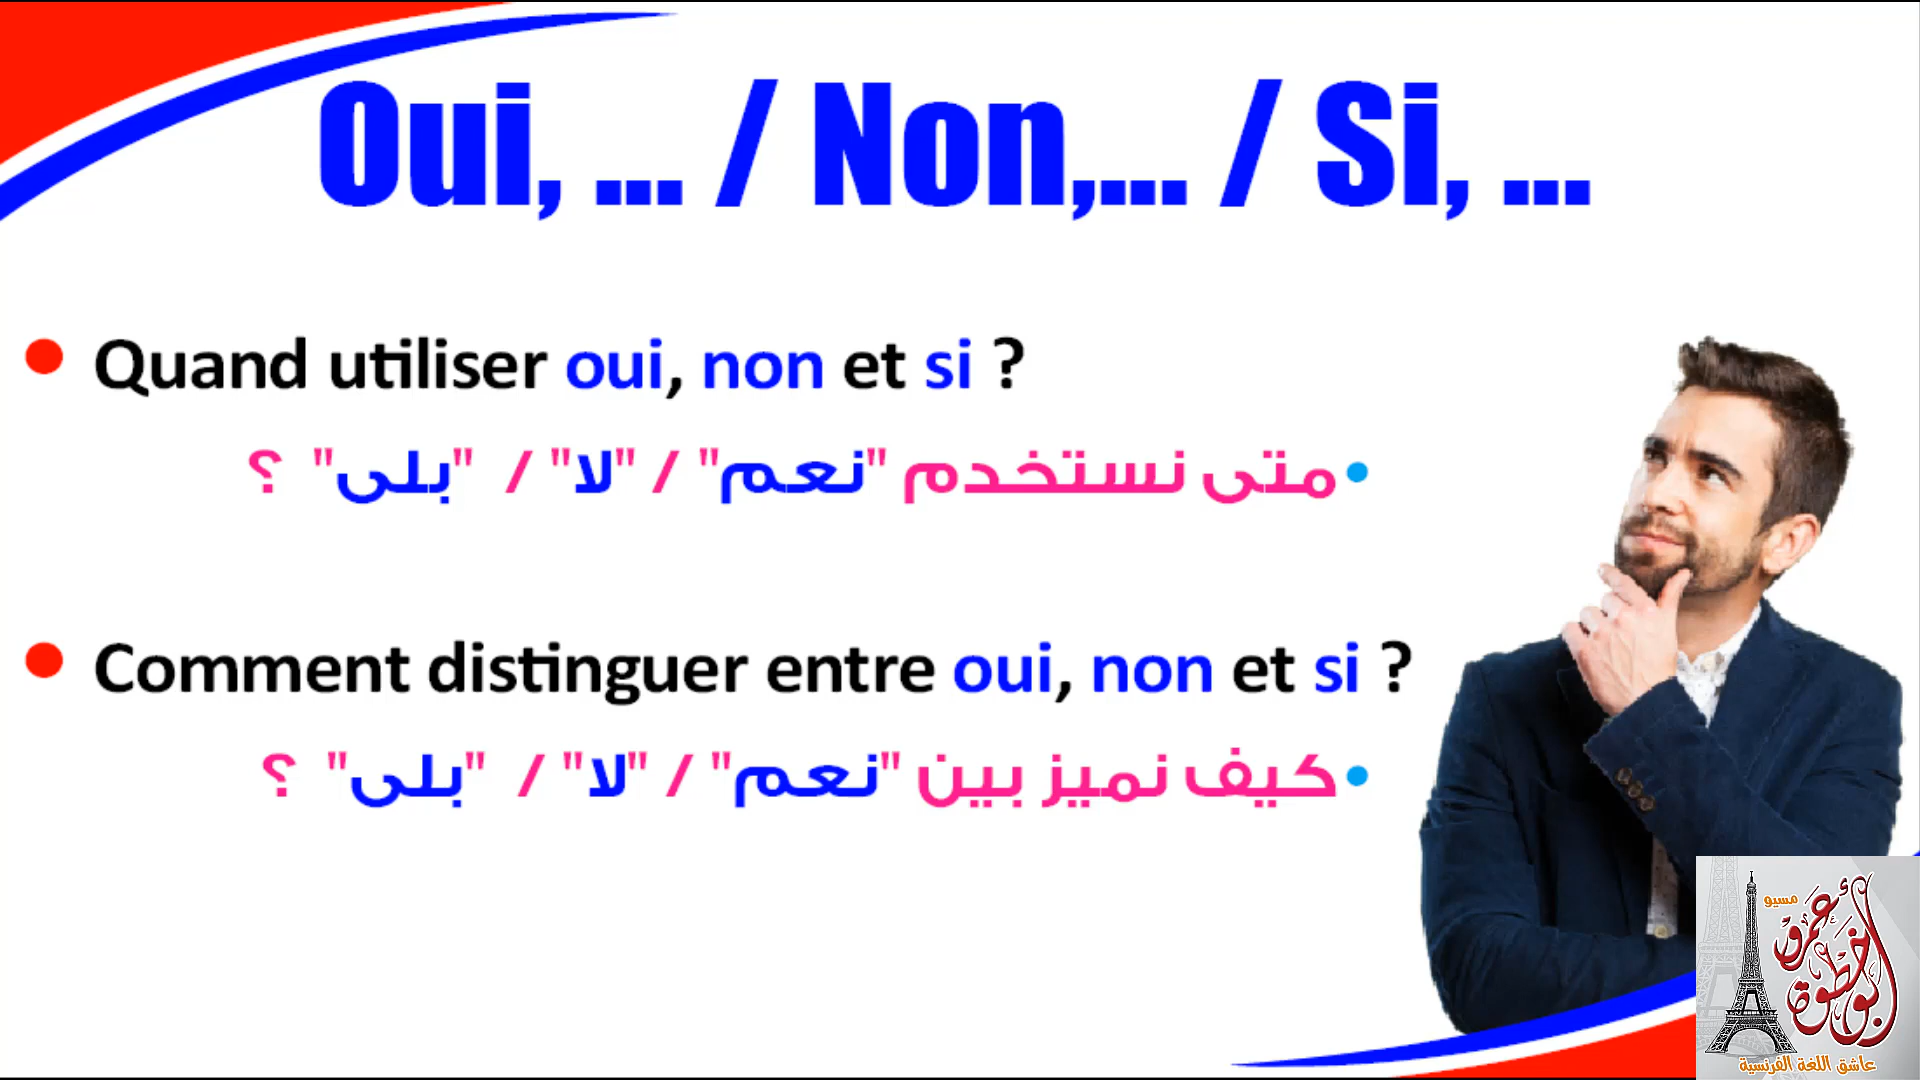 Oui, ... / Non,... / Si, ...
Quand utiliser oui, non et si ?
متى نستخدم "نعم" / "لا" / "بلى" ؟
Comment distinguer entre oui, non et si ?
كيف نميز بين "نعم" / "لا" / "بلى" ؟
مسيو
عمرو
أبوخطوة
عاشق اللغة الفرنسية